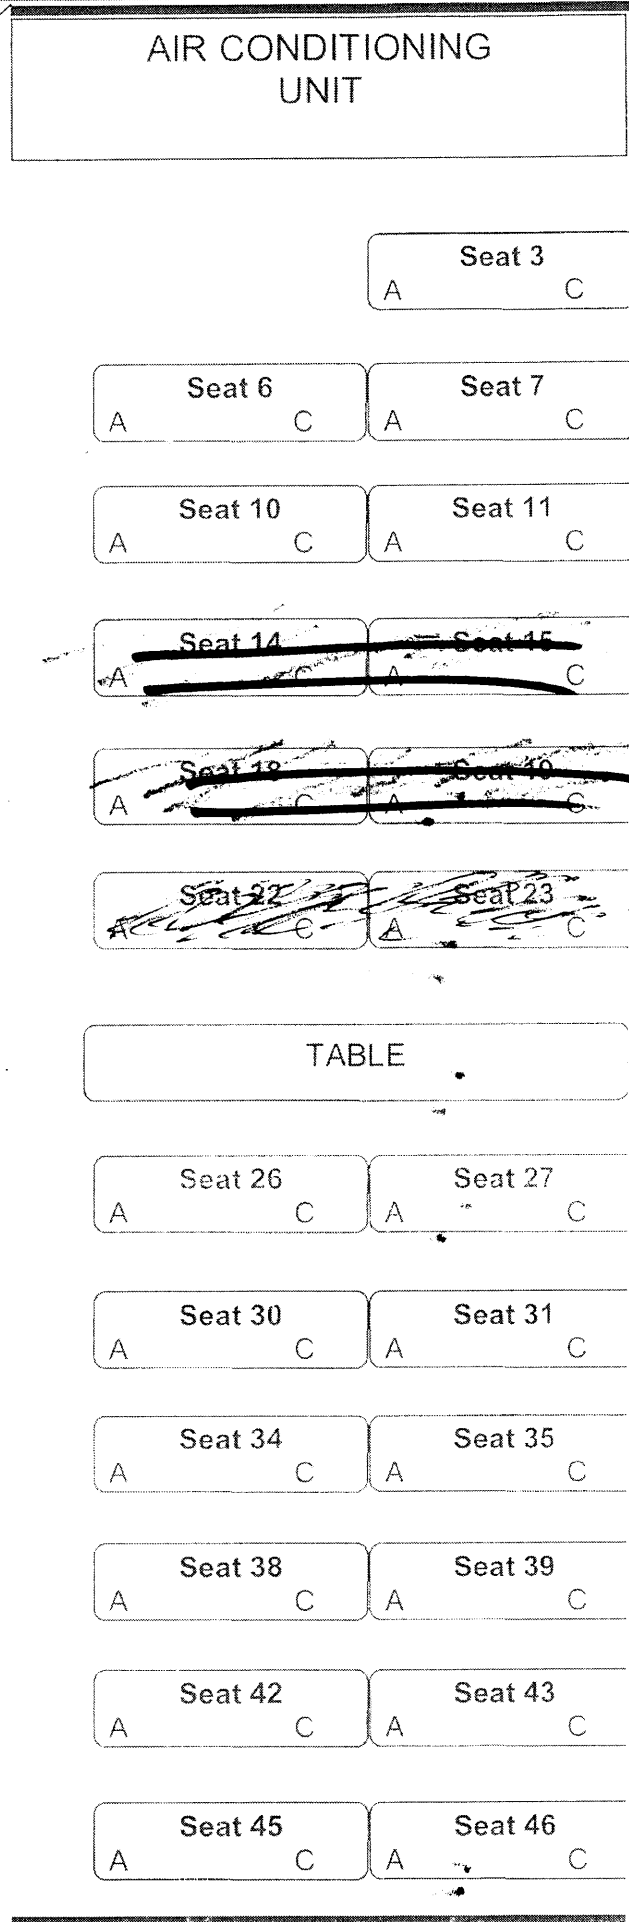 AIR CONDITIONING
UNIT
Seat 3
A C
Seat 6 Seat 7
A C A C
Seat 10 Seat 11
A C A C
Seat 14 Seat 15
A C A C
Seat 18 Seat 19
A C A C
Seat 22 Seat 23
A C A C
TABLE
Seat 26 Seat 27
A C A C
Seat 30 Seat 31
A C A C
Seat 34 Seat 35
A C A C
Seat 38 Seat 39
A C A C
Seat 42 Seat 43
A C A C
Seat 45 Seat 46
A C A C